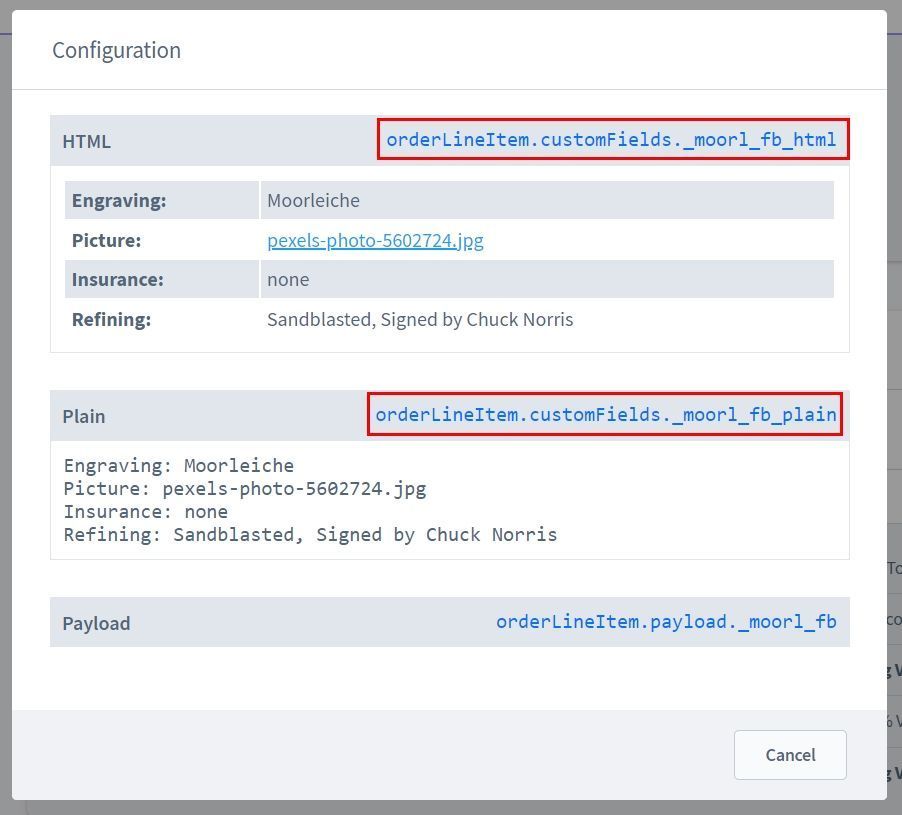 Configuration
HTML orderLineItem.customFields._moorl_fb_html
Engraving: Moorleiche
Picture: pexels-photo-5602724.jpg
Insurance: none
Refining: Sandblasted, Signed by Chuck Norris
Plain orderLineItem.customFields._moorl_fb_plain
Engraving: Moorleiche
Picture: pexels-photo-5602724.jpg
Insurance: none
Refining: Sandblasted, Signed by Chuck Norris
Payload orderLineItem.payload._moorl_fb
Cancel